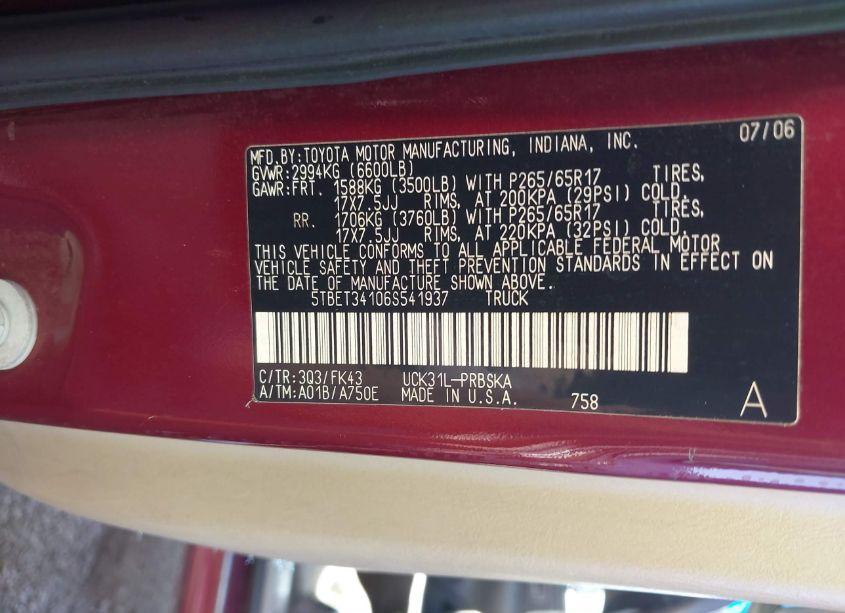 07/06
MFD.BY:TOYOTA MOTOR MANUFACTURING, INDIANA, INC.
GVWR:2994KG (6600LB)
GAWR:FRT. 1588KG (3500LB) WITH P265/65R17 TIRES,
17X7.5JJ RIMS, AT 200KPA (29PSI) COLD.
RR. 1706KG (3760LB) WITH P265/65R17 TIRES,
17X7.5JJ RIMS, AT 220KPA (32PSI) COLD.
THIS VEHICLE CONFORMS TO ALL APPLICABLE FEDERAL MOTOR
VEHICLE SAFETY AND THEFT PREVENTION STANDARDS IN EFFECT ON
THE DATE OF MANUFACTURE SHOWN ABOVE.
5TBET34106S541937 TRUCK
C/TR:3Q3/FK43 UCK31L-PRBSKA
A/TM:A01B/A750E MADE IN U.S.A. 758 A